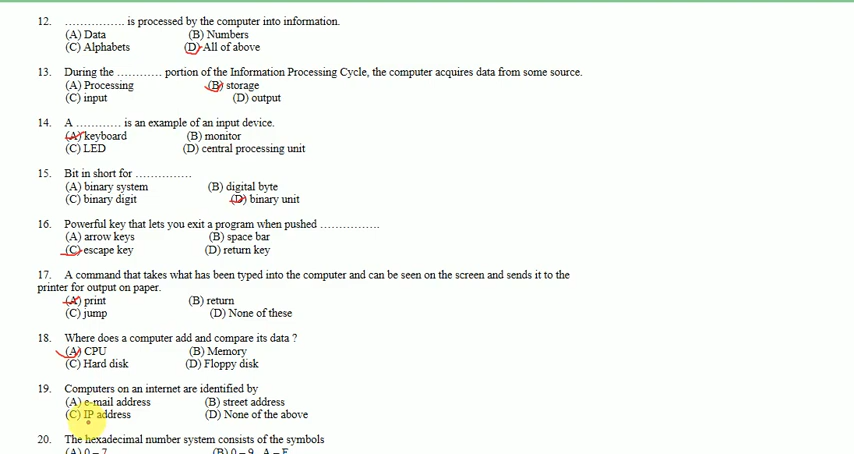 12. ................ is processed by the computer into information.
(A) Data (B) Numbers
(C) Alphabets (D) All of above
13. During the ............ portion of the Information Processing Cycle, the computer acquires data from some source.
(A) Processing (B) storage
(C) input (D) output
14. A ............ is an example of an input device.
(A) keyboard (B) monitor
(C) LED (D) central processing unit
15. Bit in short for ...............
(A) binary system (B) digital byte
(C) binary digit (D) binary unit
16. Powerful key that lets you exit a program when pushed ................
(A) arrow keys (B) space bar
(C) escape key (D) return key
17. A command that takes what has been typed into the computer and can be seen on the screen and sends it to the
printer for output on paper.
(A) print (B) return
(C) jump (D) None of these
18. Where does a computer add and compare its data ?
(A) CPU (B) Memory
(C) Hard disk (D) Floppy disk
19. Computers on an internet are identified by
(A) e-mail address (B) street address
(C) IP address (D) None of the above
20. The hexadecimal number system consists of the symbols
(A) 0 – 7 (B) 0 – 9 , A – F